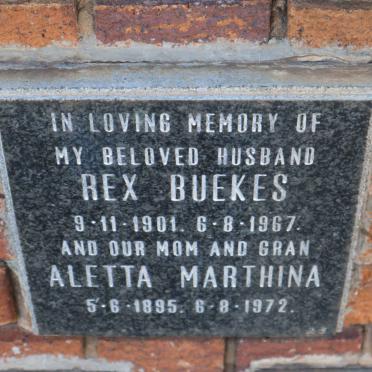 IN LOVING MEMORY OF
MY BELOVED HUSBAND
REX BUEKES
9·11·1901. 6·8·1967.
AND OUR MOM AND GRAN
ALETTA MARTHINA
5·6·1895. 6·8·1972.